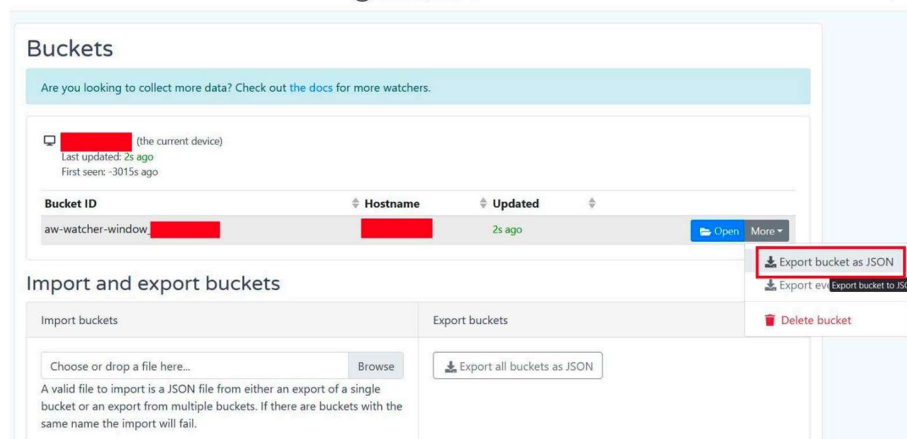 Buckets
Are you looking to collect more data? Check out the docs for more watchers.
(the current device)
Last updated: 2s ago
First seen: -3015s ago
Bucket ID Hostname Updated
aw-watcher-window_ 2s ago Open More
Export bucket as JSON
Export ev Export bucket to JS
Delete bucket
Import and export buckets
Import buckets Export buckets
Choose or drop a file here... Browse Export all buckets as JSON
A valid file to import is a JSON file from either an export of a single
bucket or an export from multiple buckets. If there are buckets with the
same name the import will fail.